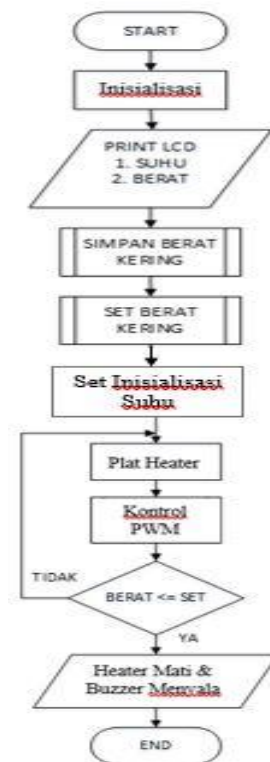 START
Inisialisasi
PRINT LCD
1. SUHU
2. BERAT
SIMPAN BERAT
KERING
SET BERAT
KERING
Set Inisialisasi
Suhu
Plat Heater
Kontrol
PWM
TIDAK
BERAT <= SET
YA
Heater Mati &
Buzzer Menyala
END